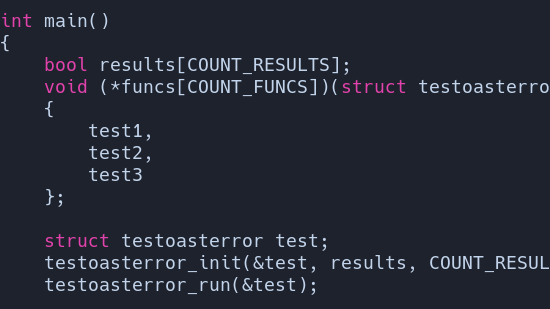 int main()
{
    bool results[COUNT_RESULTS];
    void (*funcs[COUNT_FUNCS])(struct testoasterro
    {
        test1,
        test2,
        test3
    };
    struct testoasterror test;
    testoasterror_init(&test, results, COUNT_RESUL
    testoasterror_run(&test);